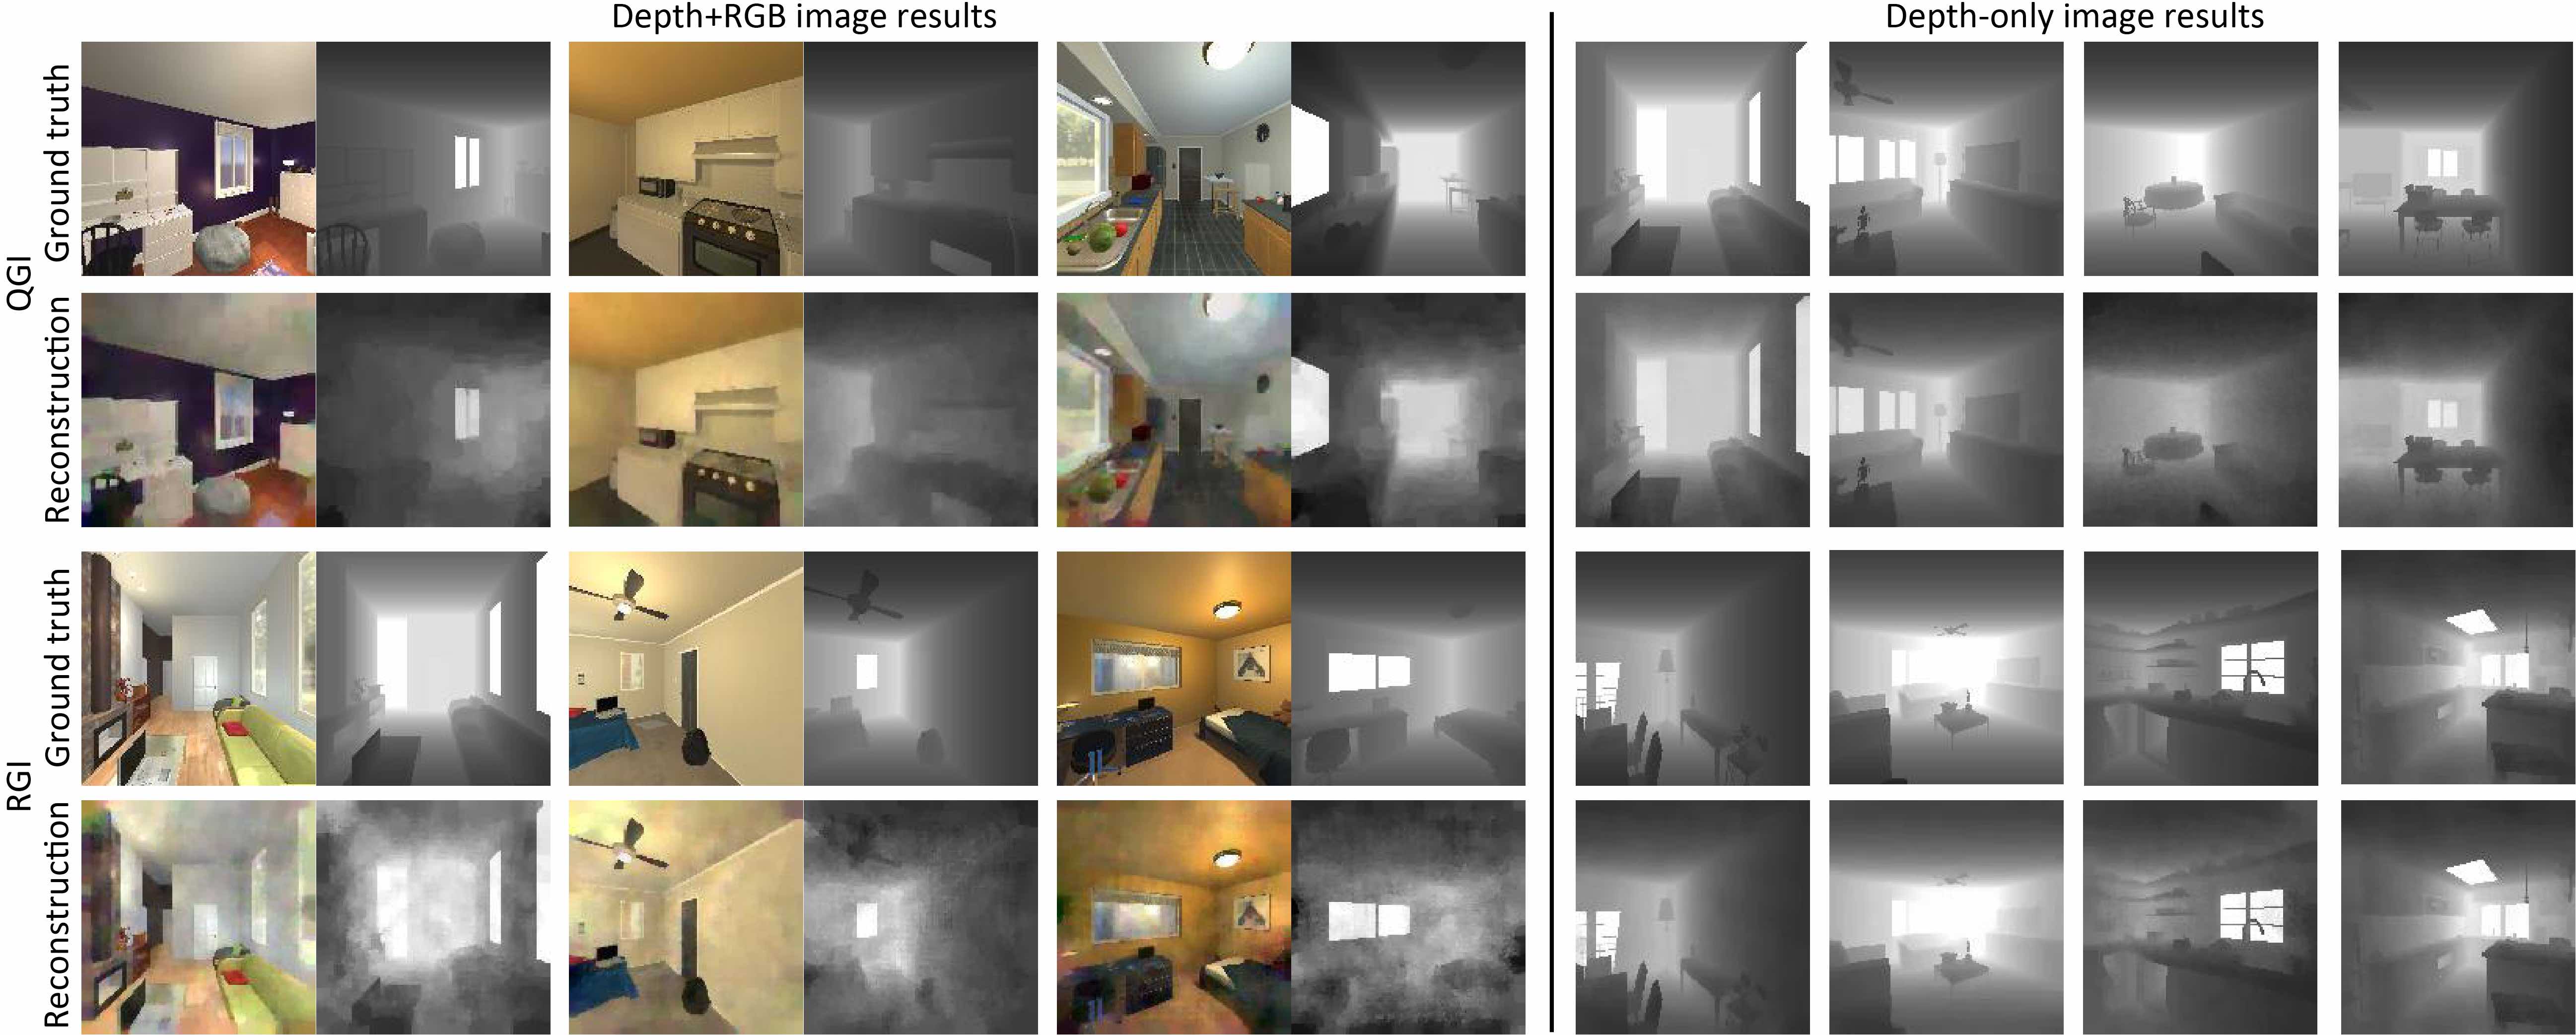 Depth+RGB image results
Depth-only image results
QGI
Ground truth
Reconstruction
RGI
Ground truth
Reconstruction